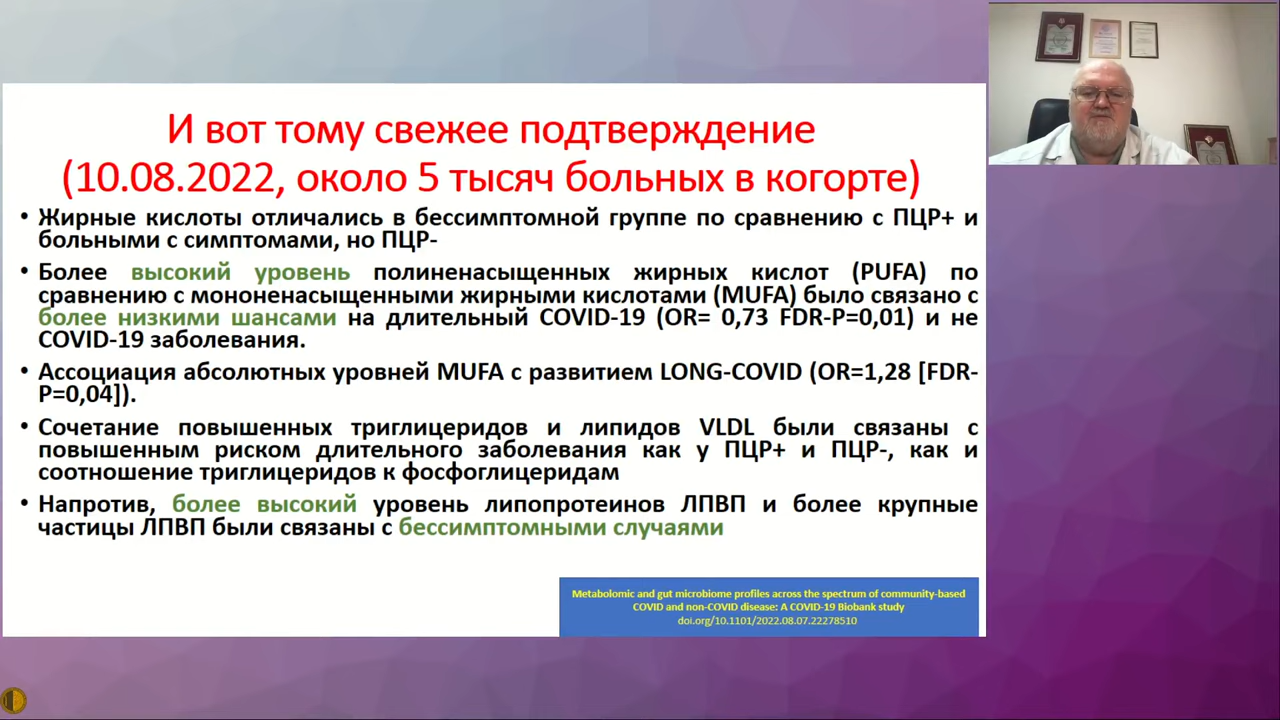 И вот тому свежее подтверждение
(10.08.2022, около 5 тысяч больных в когорте)
• Жирные кислоты отличались в бессимптомной группе по сравнению с ПЦР+ и
больными с симптомами, но ПЦР-
• Более высокий уровень полиненасыщенных жирных кислот (PUFA) по
сравнению с мононенасыщенными жирными кислотами (MUFA) было связано с
более низкими шансами на длительный COVID-19 (OR= 0,73 FDR-P=0,01) и не
COVID-19 заболевания.
• Ассоциация абсолютных уровней MUFA с развитием LONG-COVID (OR=1,28 [FDR-
P=0,04]).
• Сочетание повышенных триглицеридов и липидов VLDL были связаны с
повышенным риском длительного заболевания как у ПЦР+ и ПЦР-, как и
соотношение триглицеридов к фосфоглицеридам
• Напротив, более высокий уровень липопротеинов ЛПВП и более крупные
частицы ЛПВП были связаны с бессимптомными случаями
Metabolomic and gut microbiome profiles across the spectrum of community-based
COVID and non-COVID disease: A COVID-19 Biobank study
doi.org/10.1101/2022.08.07.22278510